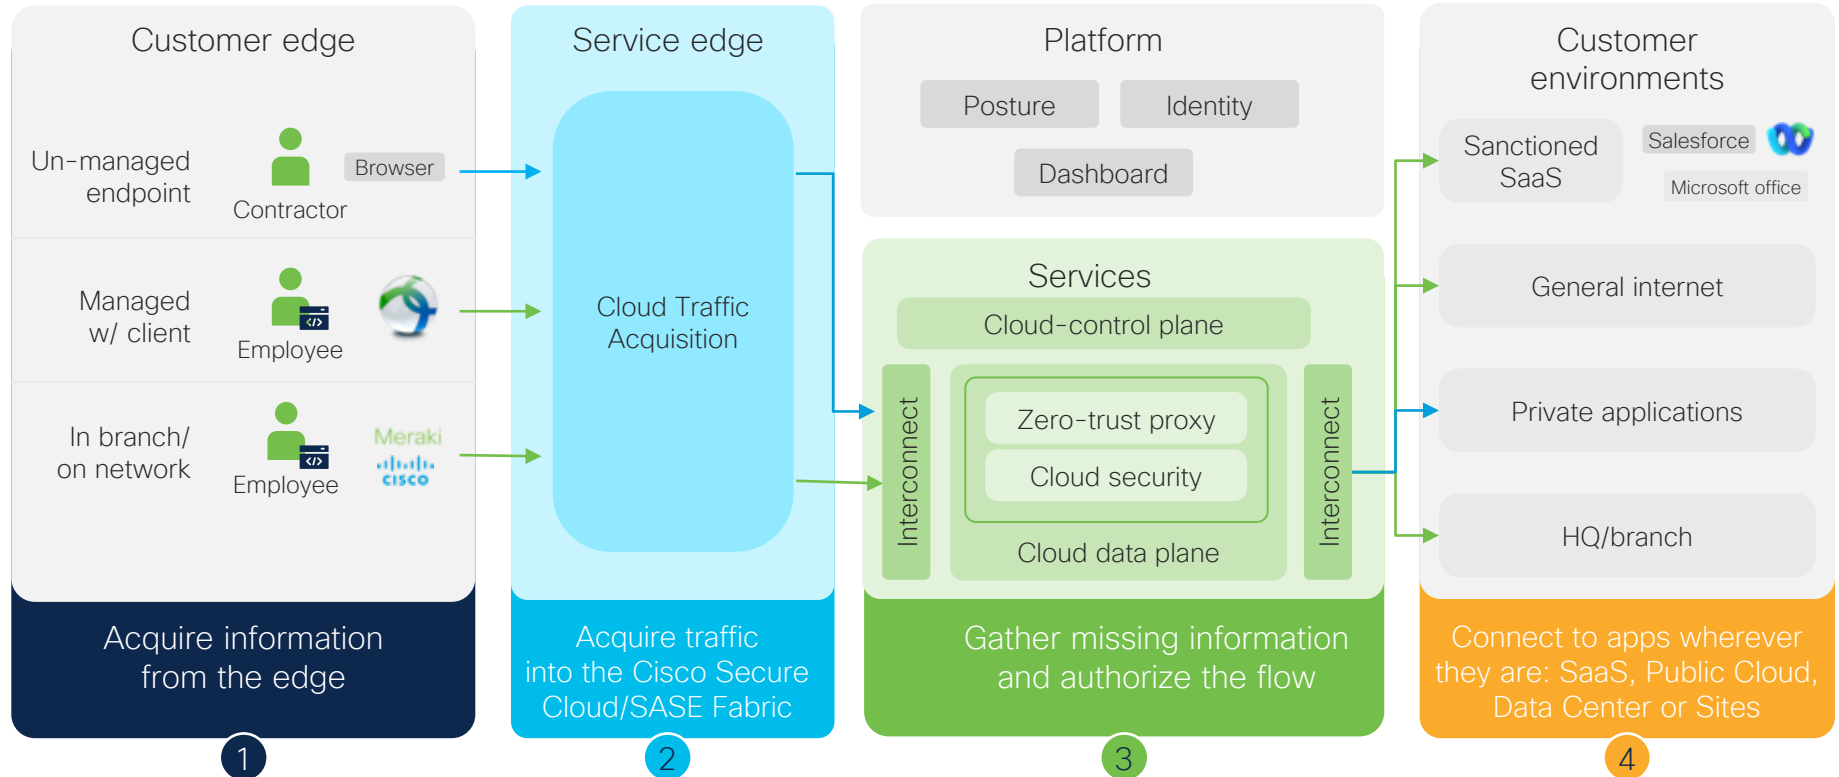 Customer edge
Un-managed
endpoint
Contractor
Browser
Managed
w/ client
</>
Employee
In branch/
on network
</>
Employee
Meraki
CISCO
Acquire information
from the edge
1
Service edge
Cloud Traffic
Acquisition
Acquire traffic
into the Cisco Secure
Cloud/SASE Fabric
2
Platform
Posture
Identity
Dashboard
Services
Cloud-control plane
Interconnect
Zero-trust proxy
Cloud security
Cloud data plane
Interconnect
Gather missing information
and authorize the flow
3
Customer
environments
Sanctioned
SaaS
Salesforce
Microsoft office
General internet
Private applications
HQ/branch
Connect to apps wherever
they are: SaaS, Public Cloud,
Data Center or Sites
4